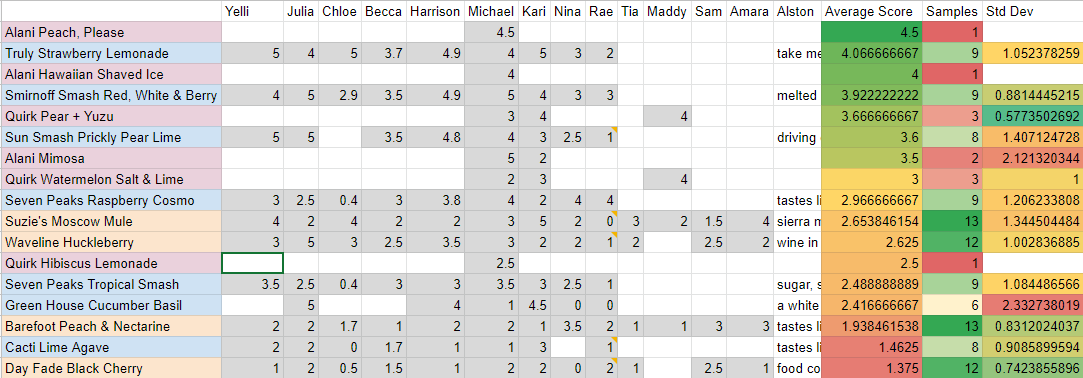 Yelli Julia Chloe Becca Harrison Michael Kari Nina Rae Tia Maddy Sam Amara Alston Average Score Samples Std Dev
Alani Peach, Please 4.5 4.5 1
Truly Strawberry Lemonade 5 4 5 3.7 4.9 4 5 3 2 take me 4.066666667 9 1.052378259
Alani Hawaiian Shaved Ice 4 4 1
Smirnoff Smash Red, White & Berry 4 5 2.9 3.5 4.9 5 4 3 3 melted 3.922222222 9 0.8814445215
Quirk Pear + Yuzu 3 4 4 3.666666667 3 0.5773502692
Sun Smash Prickly Pear Lime 5 5 3.5 4.8 4 3 2.5 1 driving 3.6 8 1.407124728
Alani Mimosa 5 2 3.5 2 2.121320344
Quirk Watermelon Salt & Lime 2 3 4 3 3 1
Seven Peaks Raspberry Cosmo 3 2.5 0.4 3 3.8 4 2 4 4 tastes li 2.966666667 9 1.206233808
Suzie's Moscow Mule 4 2 4 2 2 3 5 2 0 3 2 1.5 4 sierra m 2.653846154 13 1.344504484
Waveline Huckleberry 3 5 3 2.5 3.5 3 2 2 1 2 2.5 2 wine in 2.625 12 1.002836885
Quirk Hibiscus Lemonade 2.5 2.5 1
Seven Peaks Tropical Smash 3.5 2.5 0.4 3 3 3.5 3 2.5 1 sugar, s 2.488888889 9 1.084486566
Green House Cucumber Basil 5 4 1 4.5 0 0 a white 2.416666667 6 2.332738019
Barefoot Peach & Nectarine 2 2 1.7 1 2 2 1 3.5 2 1 1 3 3 tastes li 1.938461538 13 0.8312024037
Cacti Lime Agave 2 2 0 1.7 1 1 3 1 tastes li 1.4625 8 0.9085899594
Day Fade Black Cherry 1 2 0.5 1.5 1 2 2 0 2 1 2.5 1 food co 1.375 12 0.7423855896